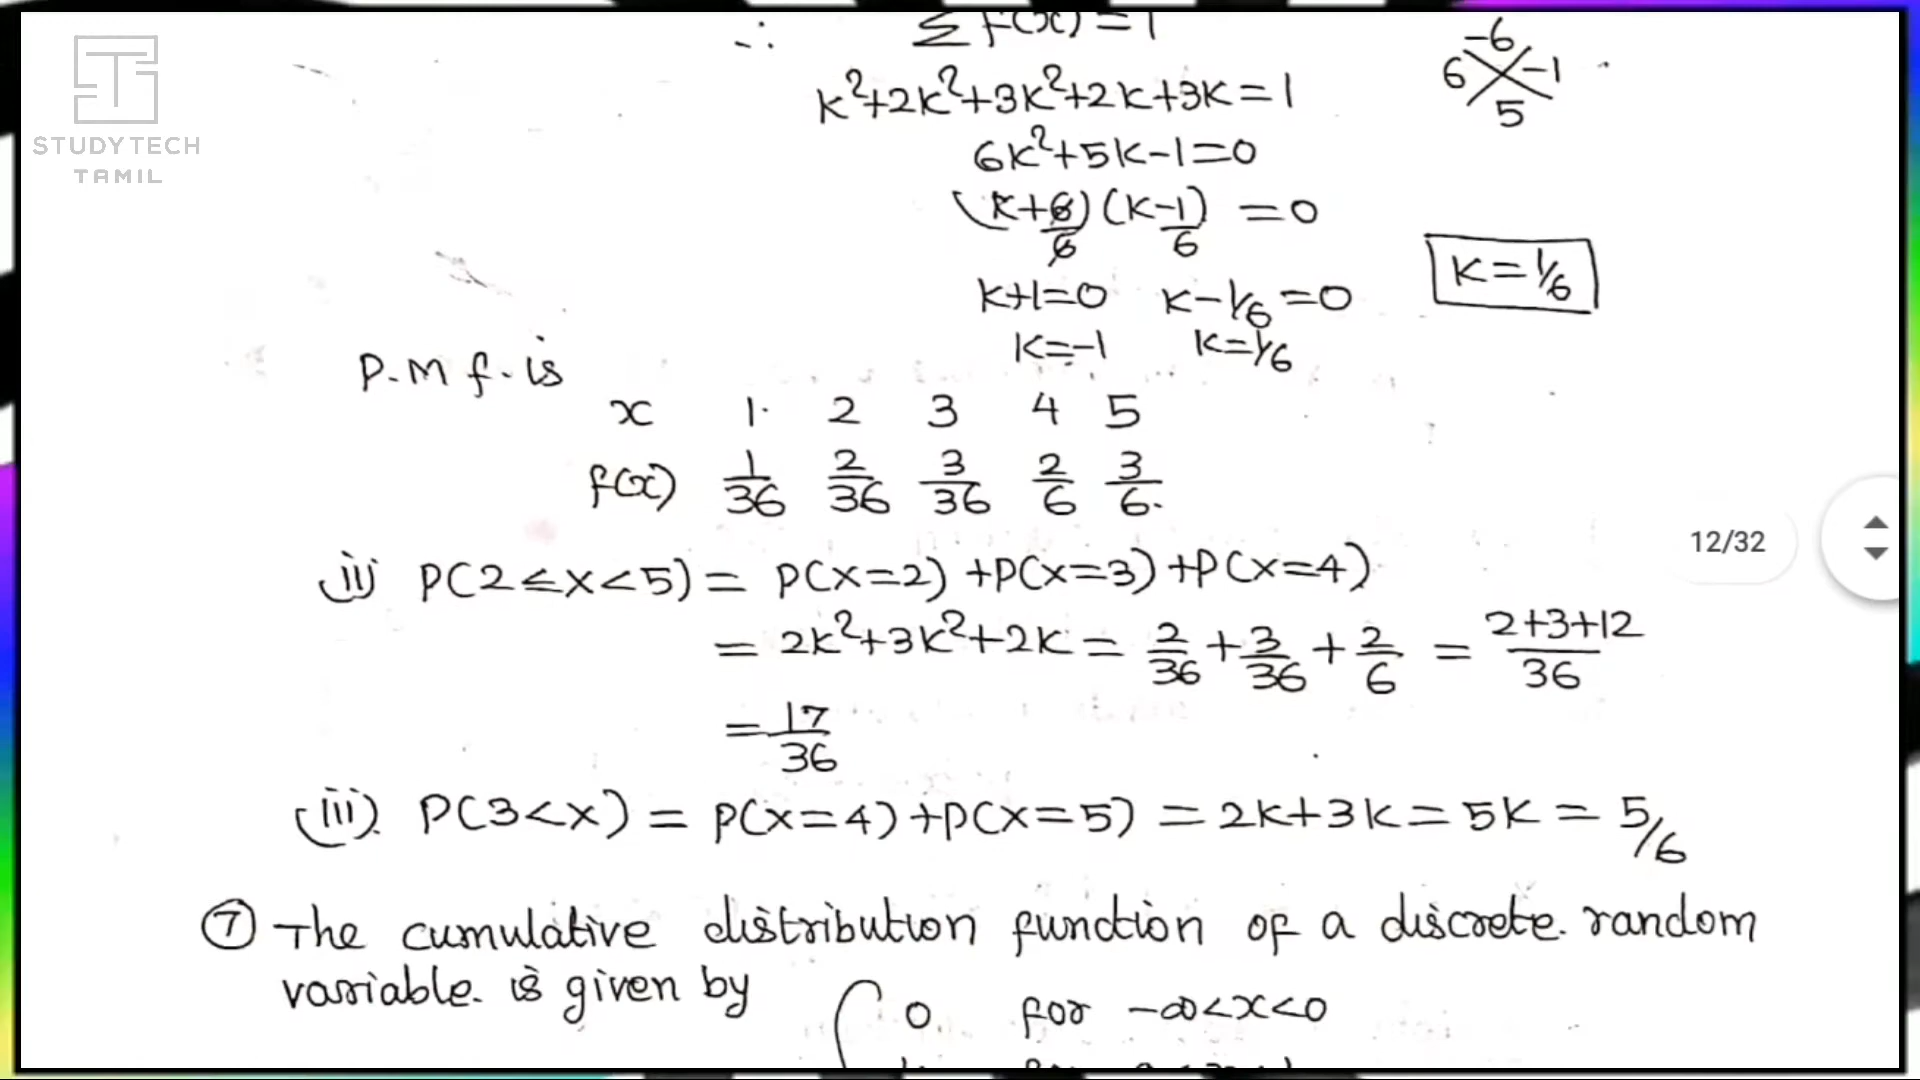 ∴ Σ f(x) = 1
-6
6 -1
5
k²+2k²+3k²+2k+3k=1
6k²+5k-1=0
(k+6/6)(k-1/6) = 0
k+1=0 k-1/6=0
k=-1 k=1/6
k=1/6
STUDYTECH
TAMIL
P.M f. is
x 1 2 3 4 5
f(x) 1/36 2/36 3/36 2/6 3/6
(ii) P(2≤x<5) = P(x=2) +P(x=3)+P(x=4)
= 2k²+3k²+2k = 2/36 + 3/36 + 2/6 = 2+3+12/36
= 17/36
(iii) P(3<x) = P(x=4)+P(x=5) = 2k+3k = 5k = 5/6
12/32
⑦ The cumulative distribution function of a discrete random
variable is given by
0 for -∞<x<0